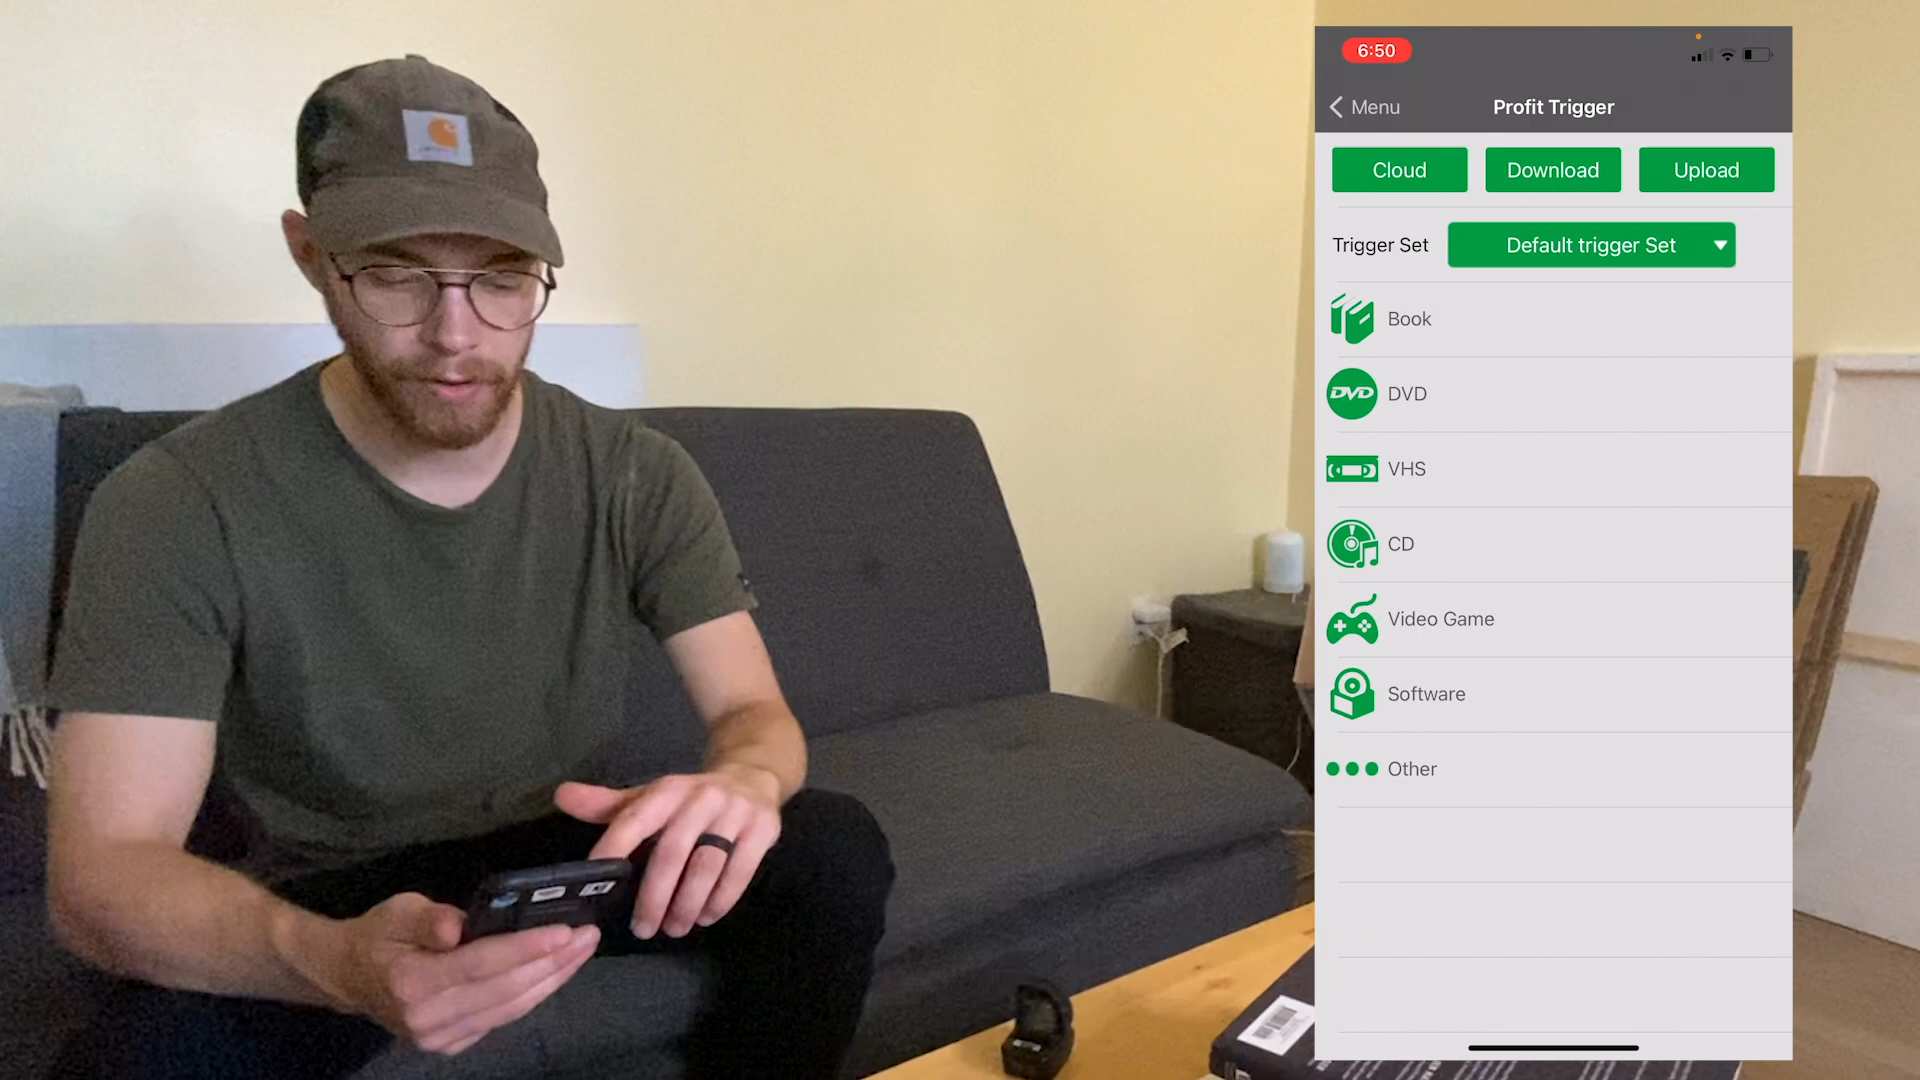 6:50
Menu
Profit Trigger
Cloud
Download
Upload
Trigger Set
Default trigger Set
Book
DVD
DVD
VHS
CD
Video Game
Software
Other